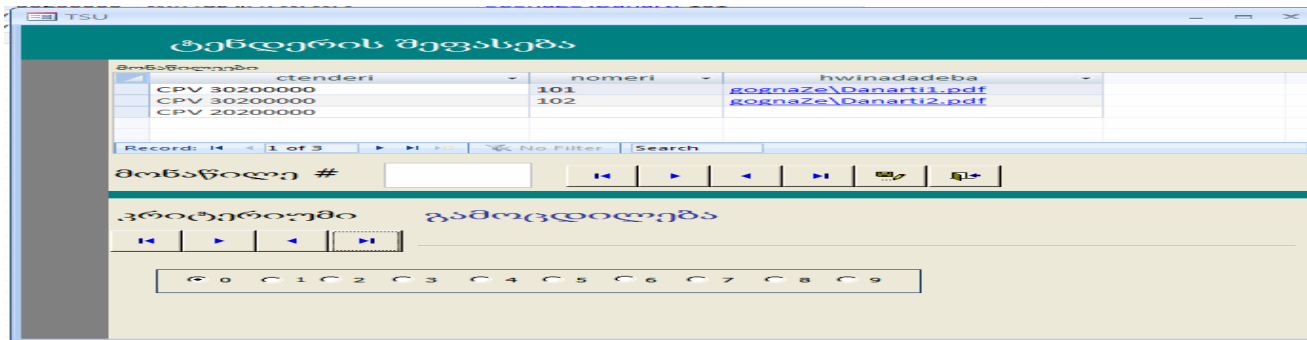 TSU
ტენდერის შეფასება
მონაწილეები
ctenderi nomeri hwinadadeba
CPV 30200000 101 gognaZe\Danarti1.pdf
CPV 30200000 102 gognaZe\Danarti2.pdf
CPV 20200000
Record: 1 of 3 No Filter Search
მონაწილე #
კრიტერიუმი გამოცდილება
0 1 2 3 4 5 6 7 8 9